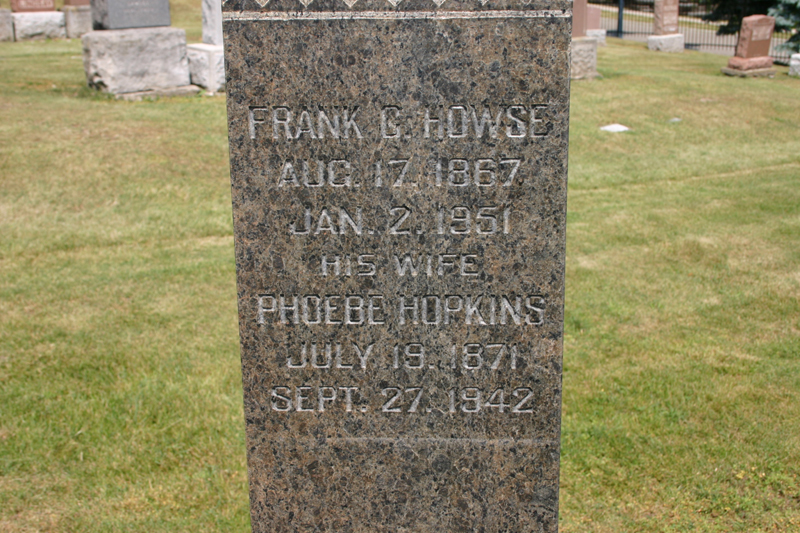 FRANK G. HOWSE
AUG. 17. 1867
JAN. 2. 1951
HIS WIFE
PHOEBE HOPKINS
JULY 19. 1871
SEPT. 27. 1942